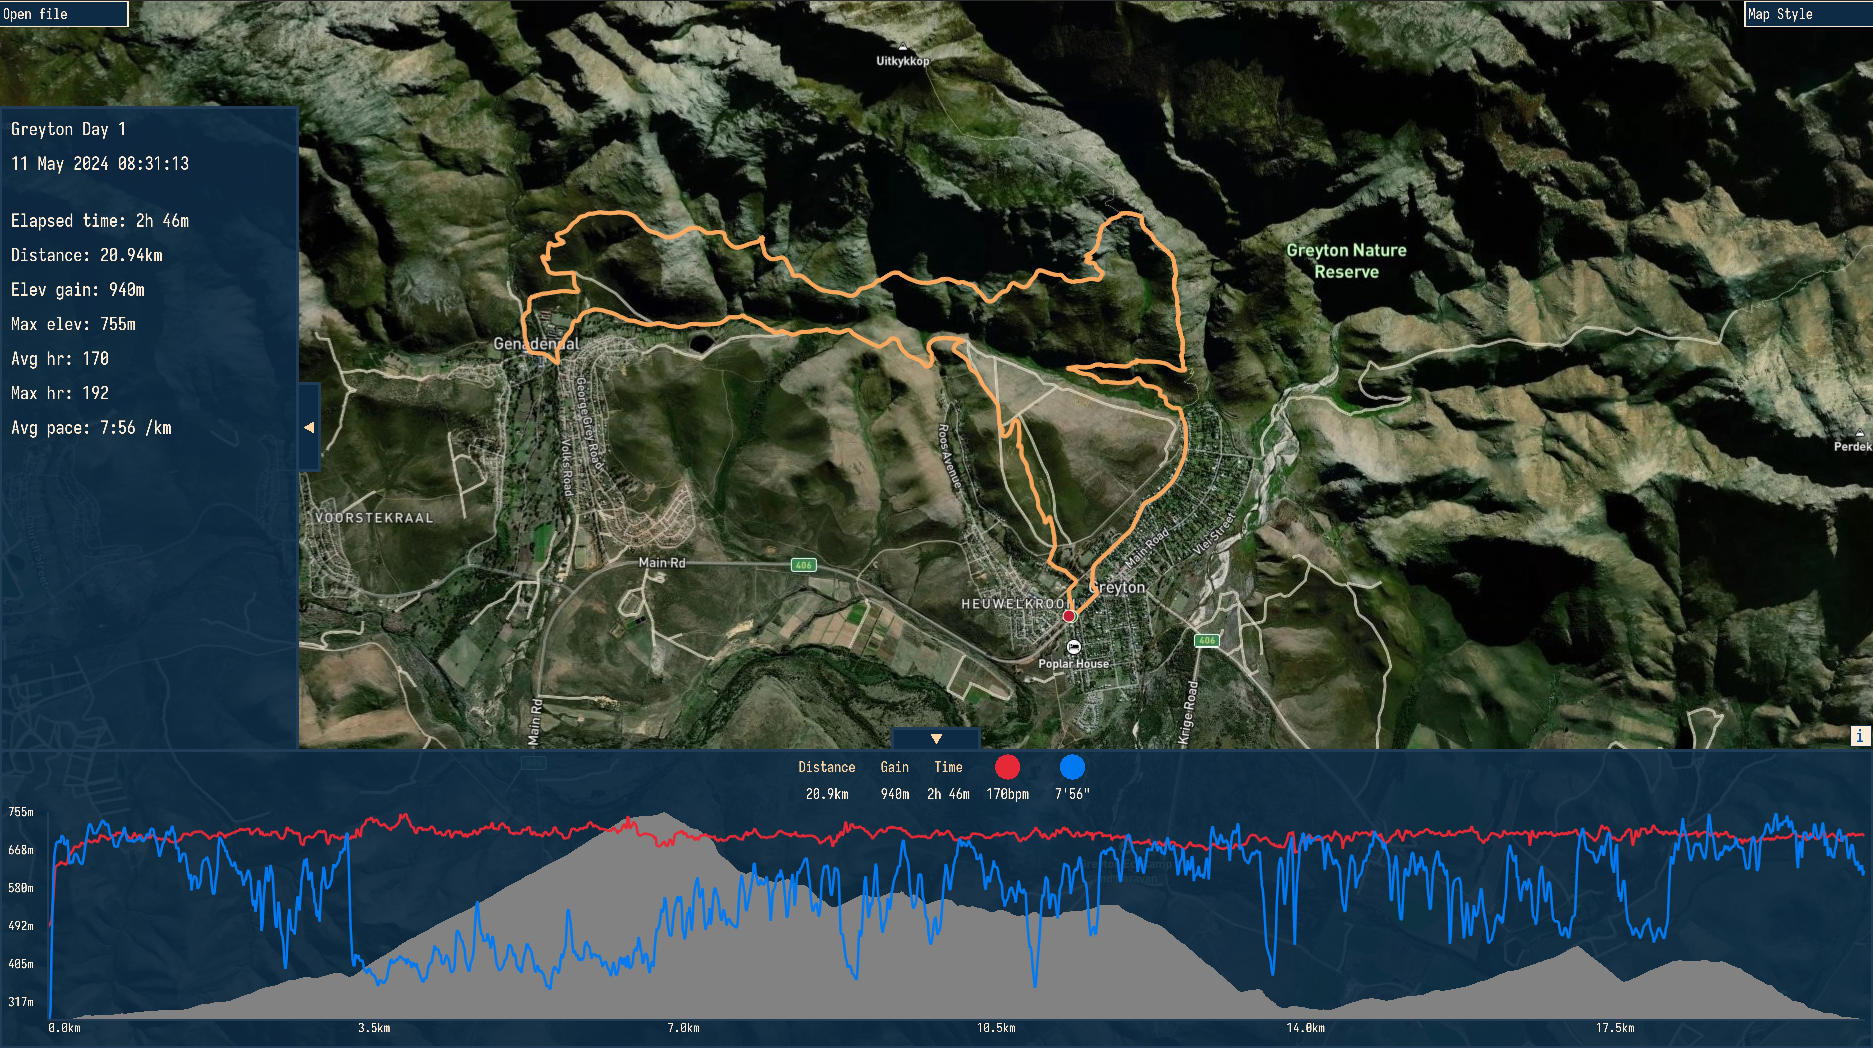 Open file
Map Style
Uitkykkop
Greyton Day 1
11 May 2024 08:31:13
Elapsed time: 2h 46m
Distance: 20.94km
Elev gain: 940m
Max elev: 755m
Avg hr: 170
Max hr: 192
Avg pace: 7:56 /km
Greyton Nature
Reserve
Genadendal
George Grey Road
Volks Road
Roos Avenue
Perdek
VOORSTEKRAAL
Main Rd
406
Main Road
Vlei Street
Greyton
HEUWELKROON
406
Poplar House
Main Rd
Krige Road
i
Distance Gain Time
20.9km 940m 2h 46m 170bpm 7'56"
755m
668m
580m
492m
405m
317m
0.0km 3.5km 7.0km 10.5km 14.0km 17.5km